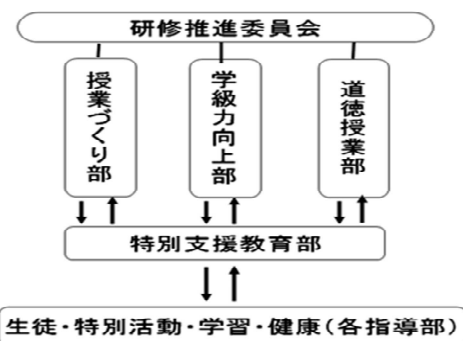 研修推進委員会
授業づくり部
学級力向上部
道徳授業部
特別支援教育部
生徒・特別活動・学習・健康(各指導部)